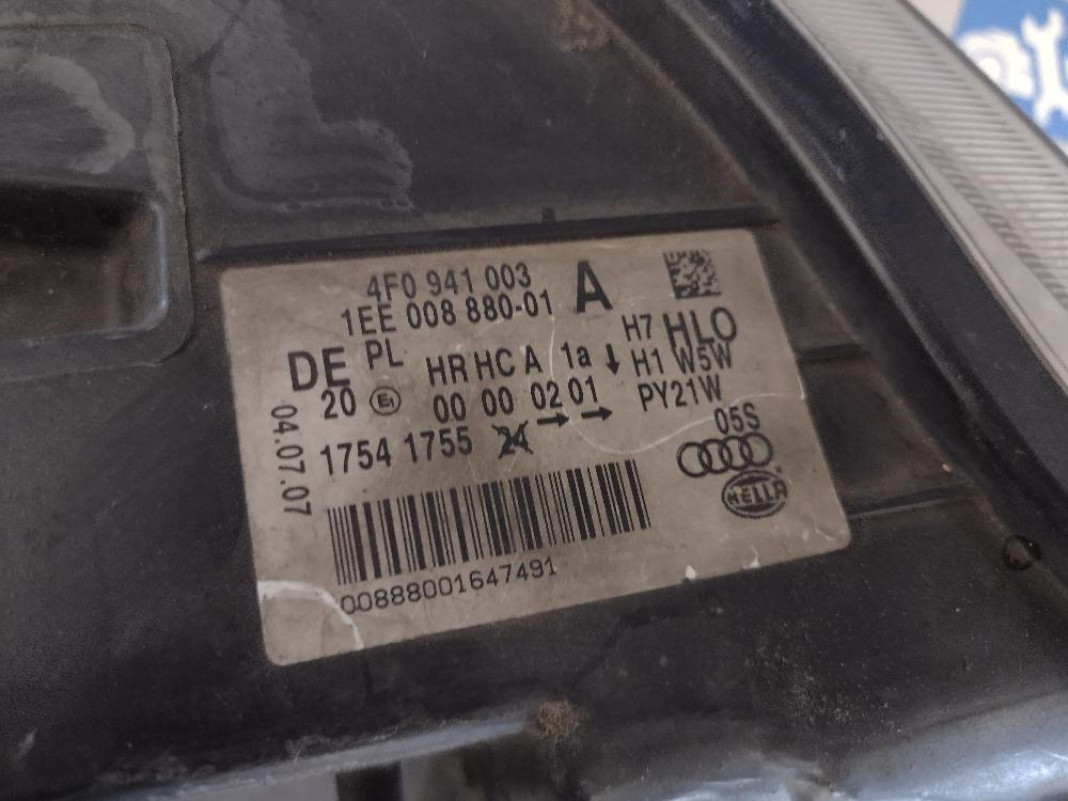 4F0 941 003 A
1EE 008 880-01
DE PL HR HC A 1a ↓ H7 HLO
H1 W5W
20 E1 00 00 02 01 PY21W
→ →
1754 1755 24 05S
04.07.07
HELLA
00888001647491